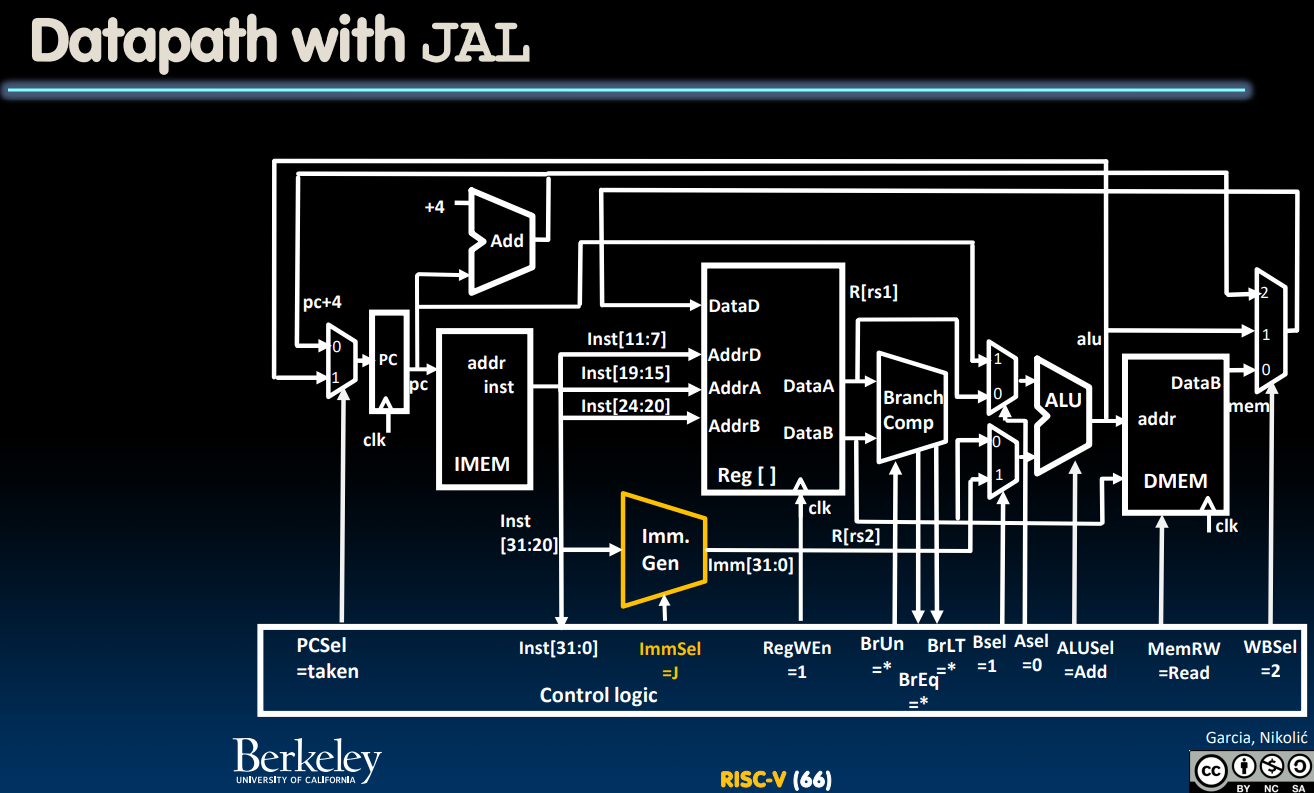 Datapath with JAL
+4
Add
pc+4
0
1
PC
pc
clk
addr
inst
IMEM
Inst[11:7]
Inst[19:15]
Inst[24:20]
DataD
AddrD
AddrA
AddrB
DataA
DataB
Reg [ ]
clk
R[rs1]
R[rs2]
Branch
Comp
1
0
0
1
ALU
alu
DataB
addr
DMEM
clk
mem
2
1
0
Inst
[31:20]
Imm.
Gen
Imm[31:0]
PCSel
=taken
Inst[31:0]
ImmSel
=J
RegWEn
=1
BrUn
=*
BrEq
=*
BrLT
=*
Bsel
=1
Asel
=0
ALUSel
=Add
MemRW
=Read
WBSel
=2
Control logic
Berkeley
UNIVERSITY OF CALIFORNIA
RISC-V (66)
Garcia, Nikolić
cc
BY NC SA